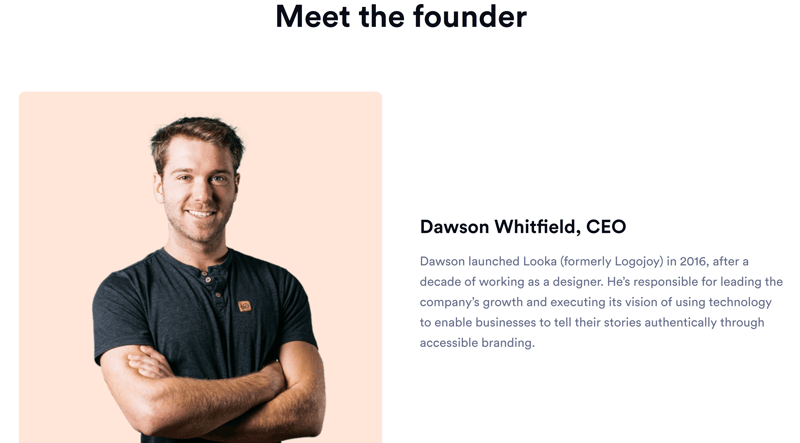 Meet the founder
Dawson Whitfield, CEO
Dawson launched Looka (formerly Logojoy) in 2016, after a
decade of working as a designer. He’s responsible for leading the
company’s growth and executing its vision of using technology
to enable businesses to tell their stories authentically through
accessible branding.